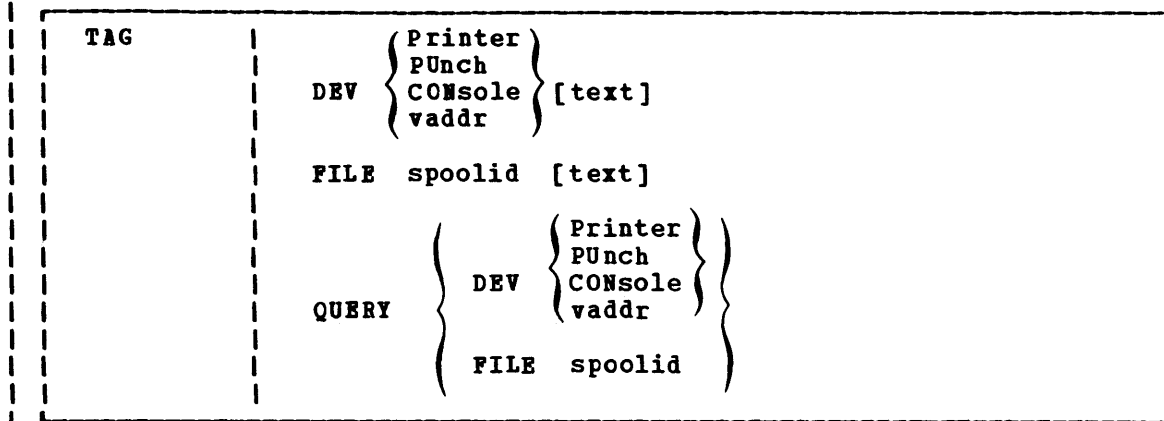 TAG
Printer
PUnch
DEV CONsole [text]
vaddr
FILE spoolid [text]
Printer
PUnch
DEV CONsole
QUERY vaddr
FILE spoolid